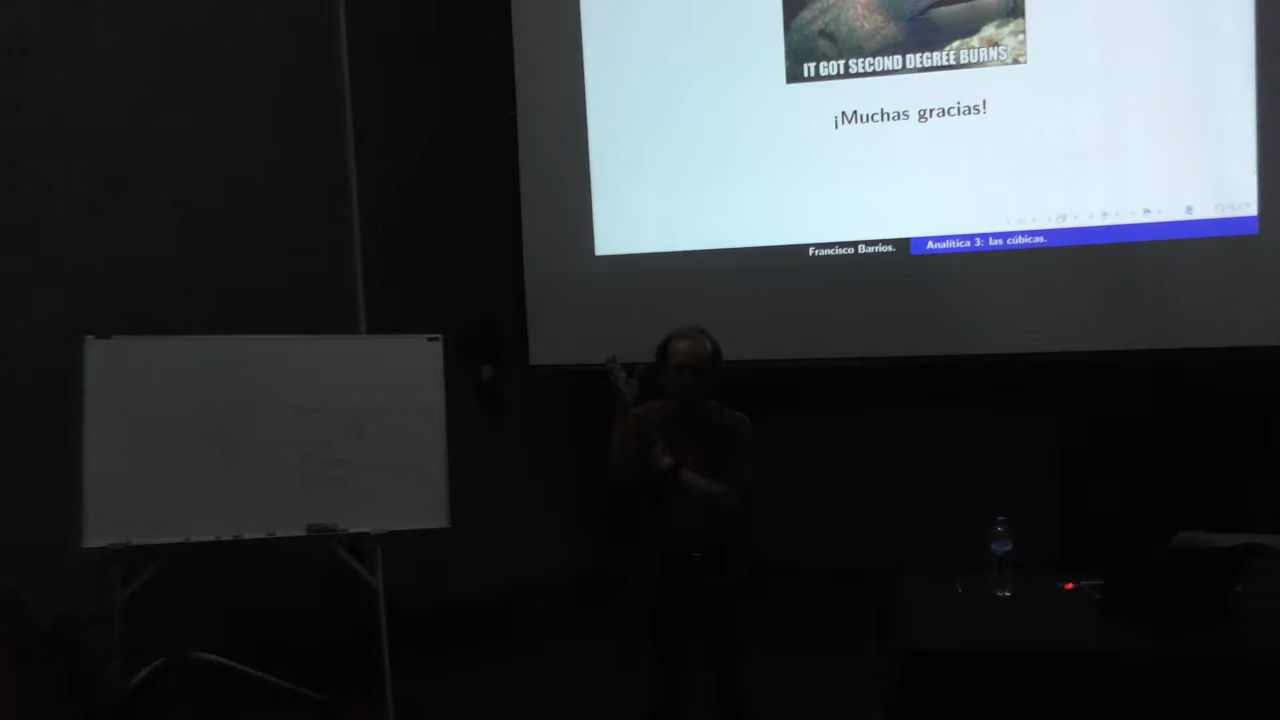 IT GOT SECOND DEGREE BURNS
¡Muchas gracias!
Francisco Barrios.
Analítica 3: las cúbicas.